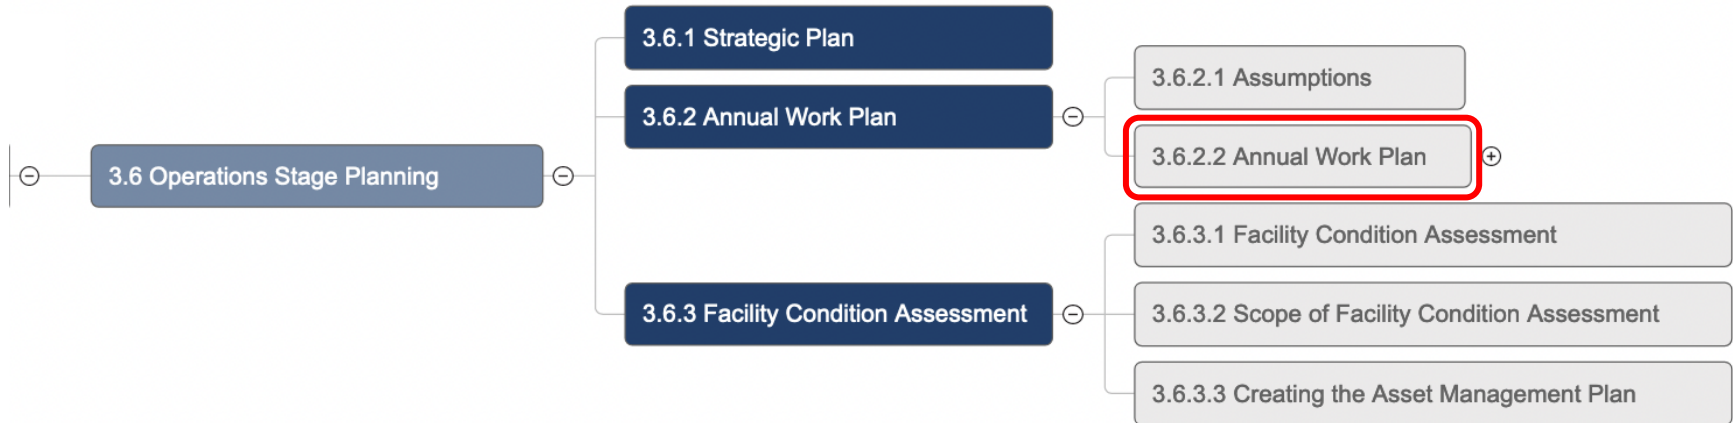 3.6 Operations Stage Planning
3.6.1 Strategic Plan
3.6.2 Annual Work Plan
3.6.2.1 Assumptions
3.6.2.2 Annual Work Plan
3.6.3 Facility Condition Assessment
3.6.3.1 Facility Condition Assessment
3.6.3.2 Scope of Facility Condition Assessment
3.6.3.3 Creating the Asset Management Plan